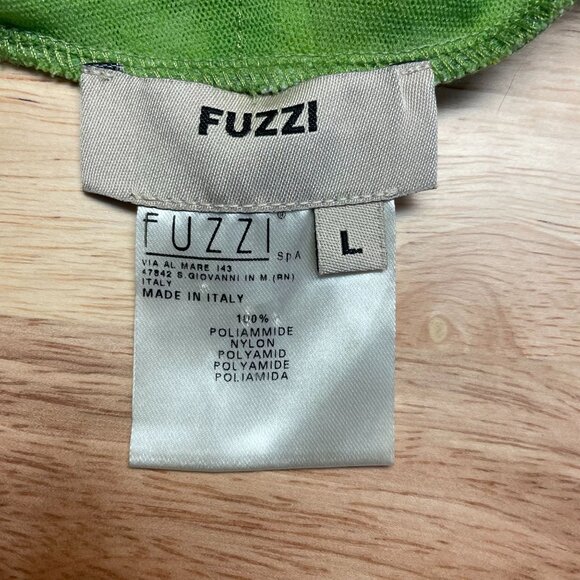 FUZZI
FUZZI® SpA
L
VIA AL MARE 143
47842 S.GIOVANNI IN M.(RN)
ITALY
MADE IN ITALY
100%
POLIAMMIDE
NYLON
POLYAMID
POLYAMIDE
POLIAMIDA